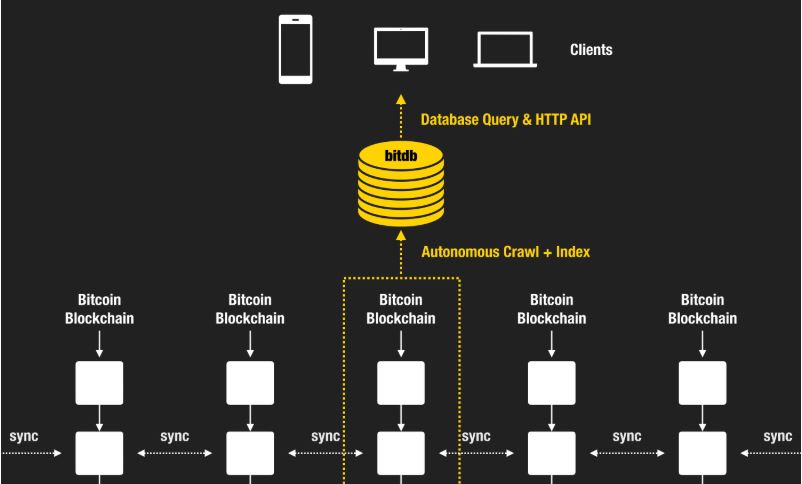 Clients
Database Query & HTTP API
bitdb
Autonomous Crawl + Index
Bitcoin
Blockchain
Bitcoin
Blockchain
Bitcoin
Blockchain
Bitcoin
Blockchain
Bitcoin
Blockchain
sync
sync
sync
sync
sync
sync